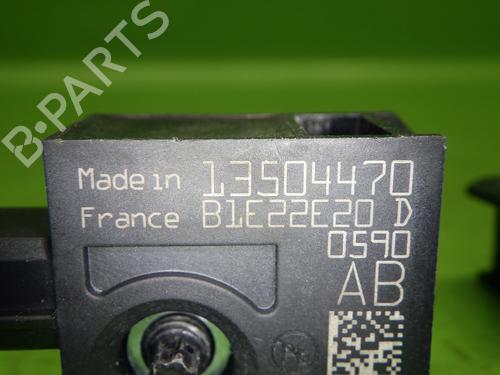 B-PARTS
Made in 13504470
France B1E22E20 D
0590
AB